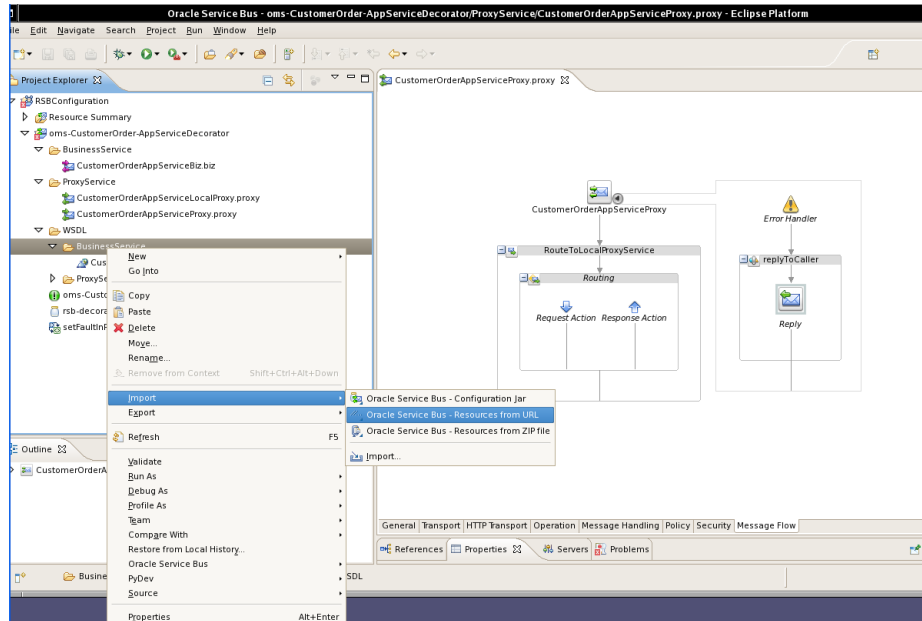 Oracle Service Bus - oms-CustomerOrder-AppServiceDecorator/ProxyService/CustomerOrderAppServiceProxy.proxy - Eclipse Platform
ile Edit Navigate Search Project Run Window Help
Project Explorer
CustomerOrderAppServiceProxy.proxy
RSBConfiguration
Resource Summary
oms-CustomerOrder-AppServiceDecorator
BusinessService
CustomerOrderAppServiceBiz.biz
ProxyService
CustomerOrderAppServiceLocalProxy.proxy
CustomerOrderAppServiceProxy.proxy
WSDL
BusinessService
Cus
ProxySe
oms-Custo
rsb-decora
setFaultInF
New
Go Into
Copy
Paste
Delete
Move...
Rename...
Remove from Context Shift+Ctrl+Alt+Down
Import
Export
Refresh F5
Validate
Run As
Debug As
Profile As
Team
Compare With
Restore from Local History...
Oracle Service Bus
PyDev
Source
Properties Alt+Enter
Oracle Service Bus - Configuration Jar
Oracle Service Bus - Resources from URL
Oracle Service Bus - Resources from ZIP file
Import...
CustomerOrderAppServiceProxy
RouteToLocalProxyService
Routing
Request Action Response Action
Error Handler
replyToCaller
Reply
Outline
CustomerOrderA
General Transport HTTP Transport Operation Message Handling Policy Security Message Flow
References Properties Servers Problems
Busine
SDL